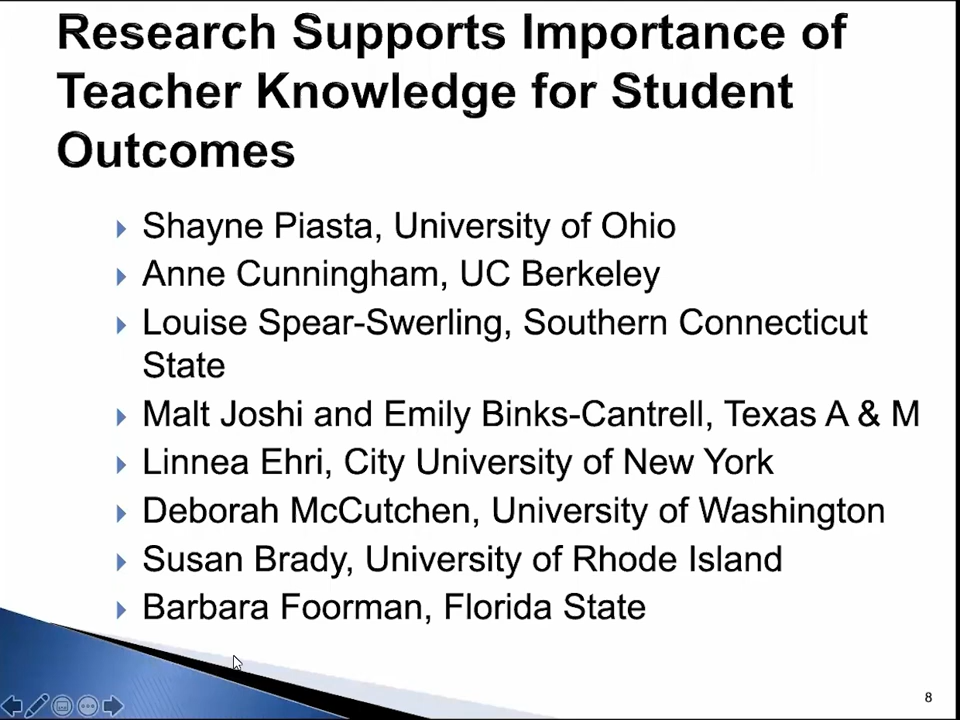 Research Supports Importance of
Teacher Knowledge for Student
Outcomes
Shayne Piasta, University of Ohio
Anne Cunningham, UC Berkeley
Louise Spear-Swerling, Southern Connecticut
State
Malt Joshi and Emily Binks-Cantrell, Texas A & M
Linnea Ehri, City University of New York
Deborah McCutchen, University of Washington
Susan Brady, University of Rhode Island
Barbara Foorman, Florida State
8